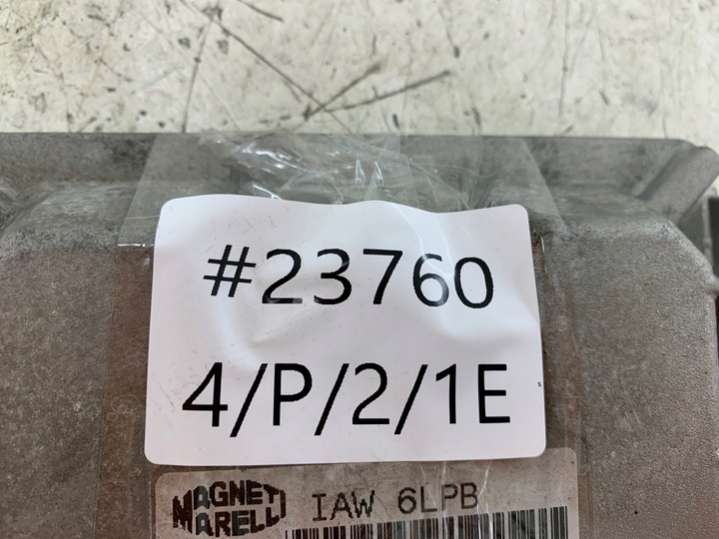 #23760
4/P/2/1E
MAGNETI IAW 6LPB
MARELLI